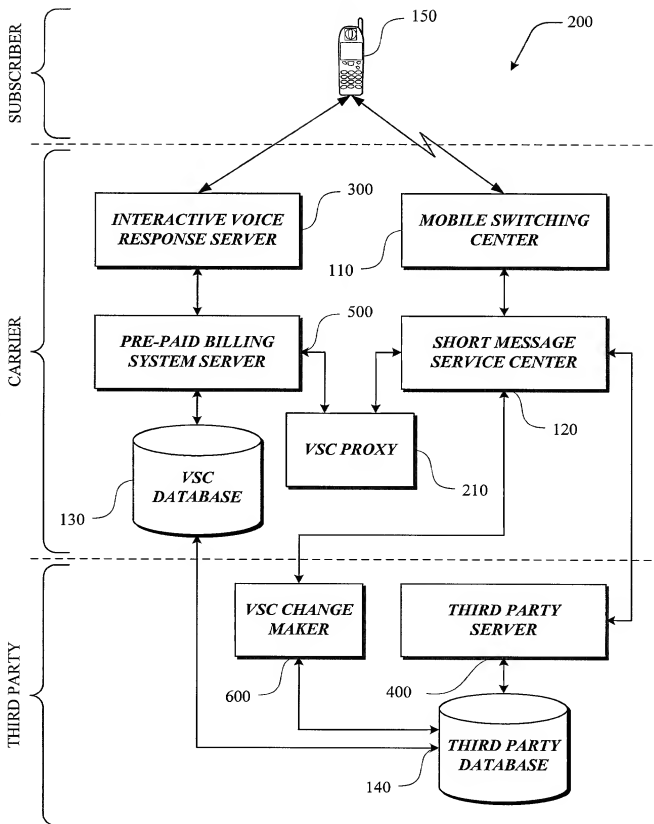 150
200
SUBSCRIBER
300
INTERACTIVE VOICE
RESPONSE SERVER
MOBILE SWITCHING
CENTER
110
CARRIER
500
PRE-PAID BILLING
SYSTEM SERVER
SHORT MESSAGE
SERVICE CENTER
120
VSC PROXY
210
VSC
DATABASE
130
THIRD PARTY
VSC CHANGE
MAKER
600
THIRD PARTY
SERVER
400
THIRD PARTY
DATABASE
140